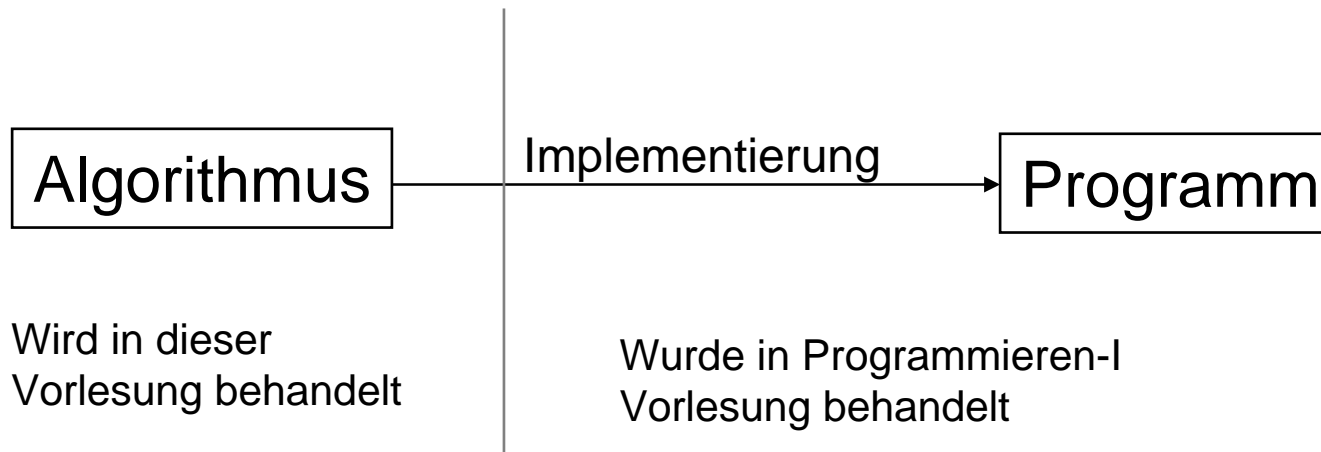 Algorithmus
Implementierung
Programm
Wird in dieser
Vorlesung behandelt
Wurde in Programmieren-I
Vorlesung behandelt